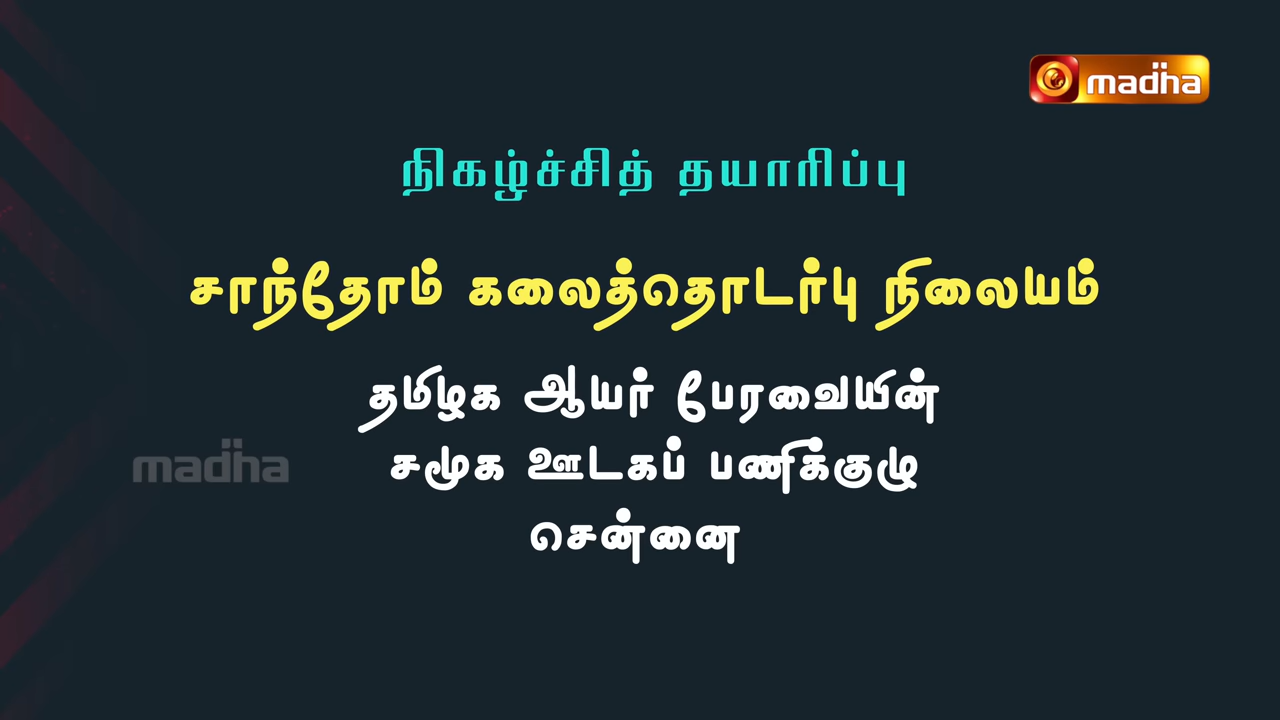 madha
நிகழ்ச்சித் தயாரிப்பு
சாந்தோம் கலைத்தொடர்பு நிலையம்
தமிழக ஆயர் பேரவையின்
சமூக ஊடகப் பணிக்குழு
madha
சென்னை